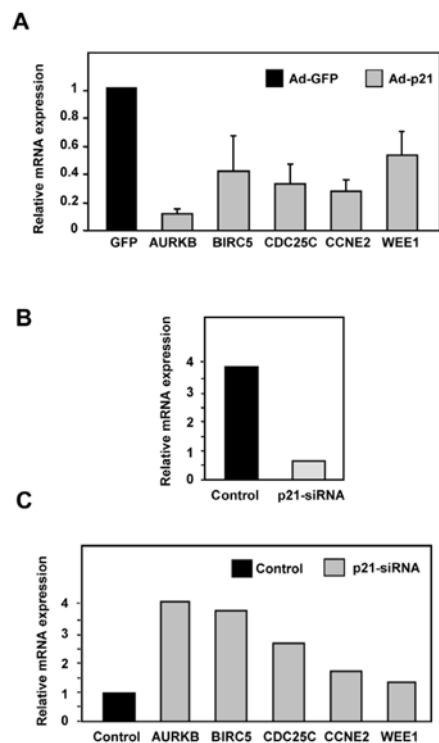 A
Ad-GFP Ad-p21
Relative mRNA expression
1
0.8
0.6
0.4
0.2
GFP AURKB BIRC5 CDC25C CCNE2 WEE1
B
Relative mRNA expression
4
3
2
1
0
Control p21-siRNA
C
Control p21-siRNA
Relative mRNA expression
4
3
2
1
0
Control AURKB BIRC5 CDC25C CCNE2 WEE1